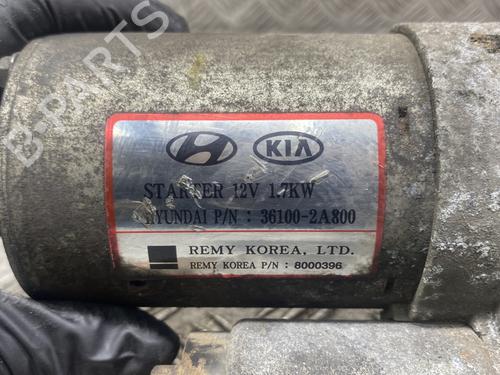 B-PARTS
KIA
STARTER 12V 1.7KW
HYUNDAI P/N : 36100-2A800
REMY KOREA, LTD.
REMY KOREA P/N : 8000396